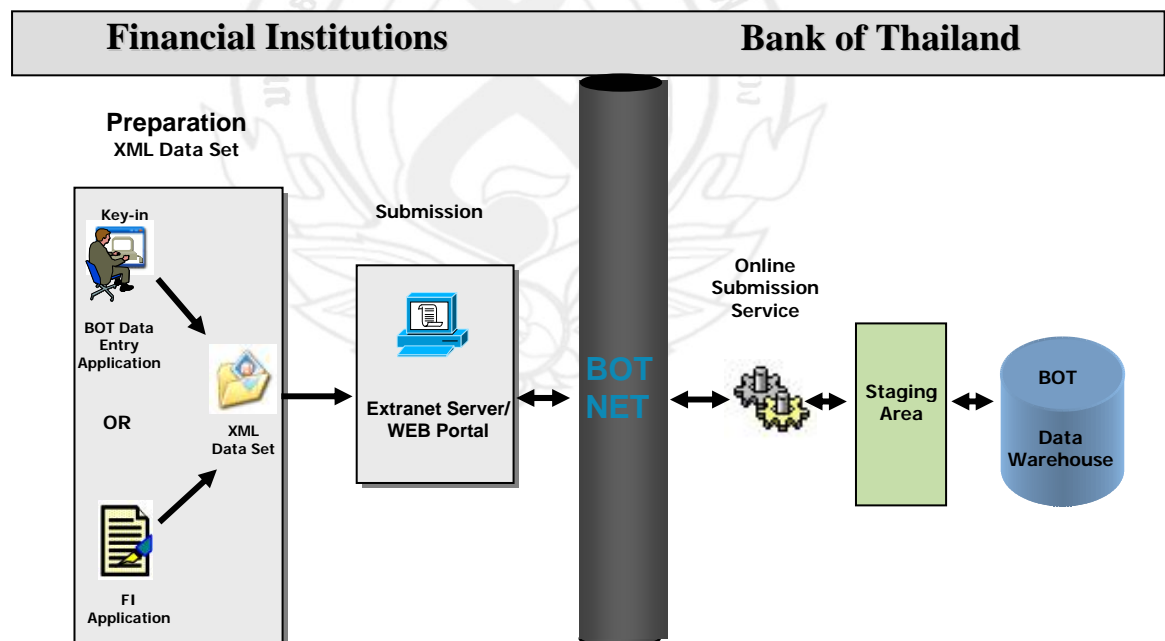 Financial Institutions
Bank of Thailand
Preparation
XML Data Set
Key-in
BOT Data
Entry
Application
OR
FI
Application
XML
Data Set
Submission
Extranet Server/
WEB Portal
BOT
NET
Online
Submission
Service
Staging
Area
BOT
Data
Warehouse